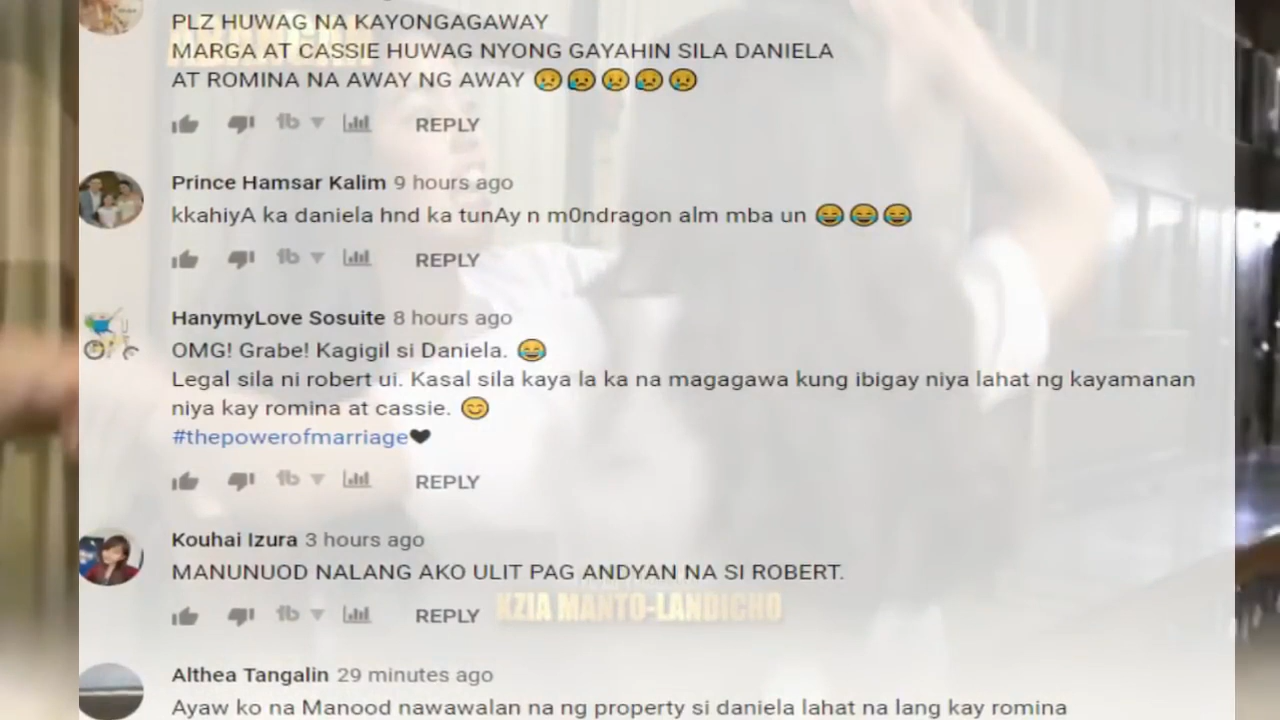 PLZ HUWAG NA KAYONGAGAWAY
MARGA AT CASSIE HUWAG NYONG GAYAHIN SILA DANIELA
AT ROMINA NA AWAY NG AWAY 😢😢😢😢😢
REPLY
Prince Hamsar Kalim 9 hours ago
kkahiyA ka daniela hnd ka tunAy n m0ndragon alm mba un 😂😂😂
REPLY
HanymyLove Sosuite 8 hours ago
OMG! Grabe! Kagigil si Daniela. 😂
Legal sila ni robert ui. Kasal sila kaya la ka na magagawa kung ibigay niya lahat ng kayamanan
niya kay romina at cassie. 😊
#thepowerofmarriage❤
REPLY
Kouhai Izura 3 hours ago
MANUNUOD NALANG AKO ULIT PAG ANDYAN NA SI ROBERT.
REPLY
KZIA MANTO-LANDICHO
Althea Tangalin 29 minutes ago
Ayaw ko na Manood nawawalan na ng property si daniela lahat na lang kay romina